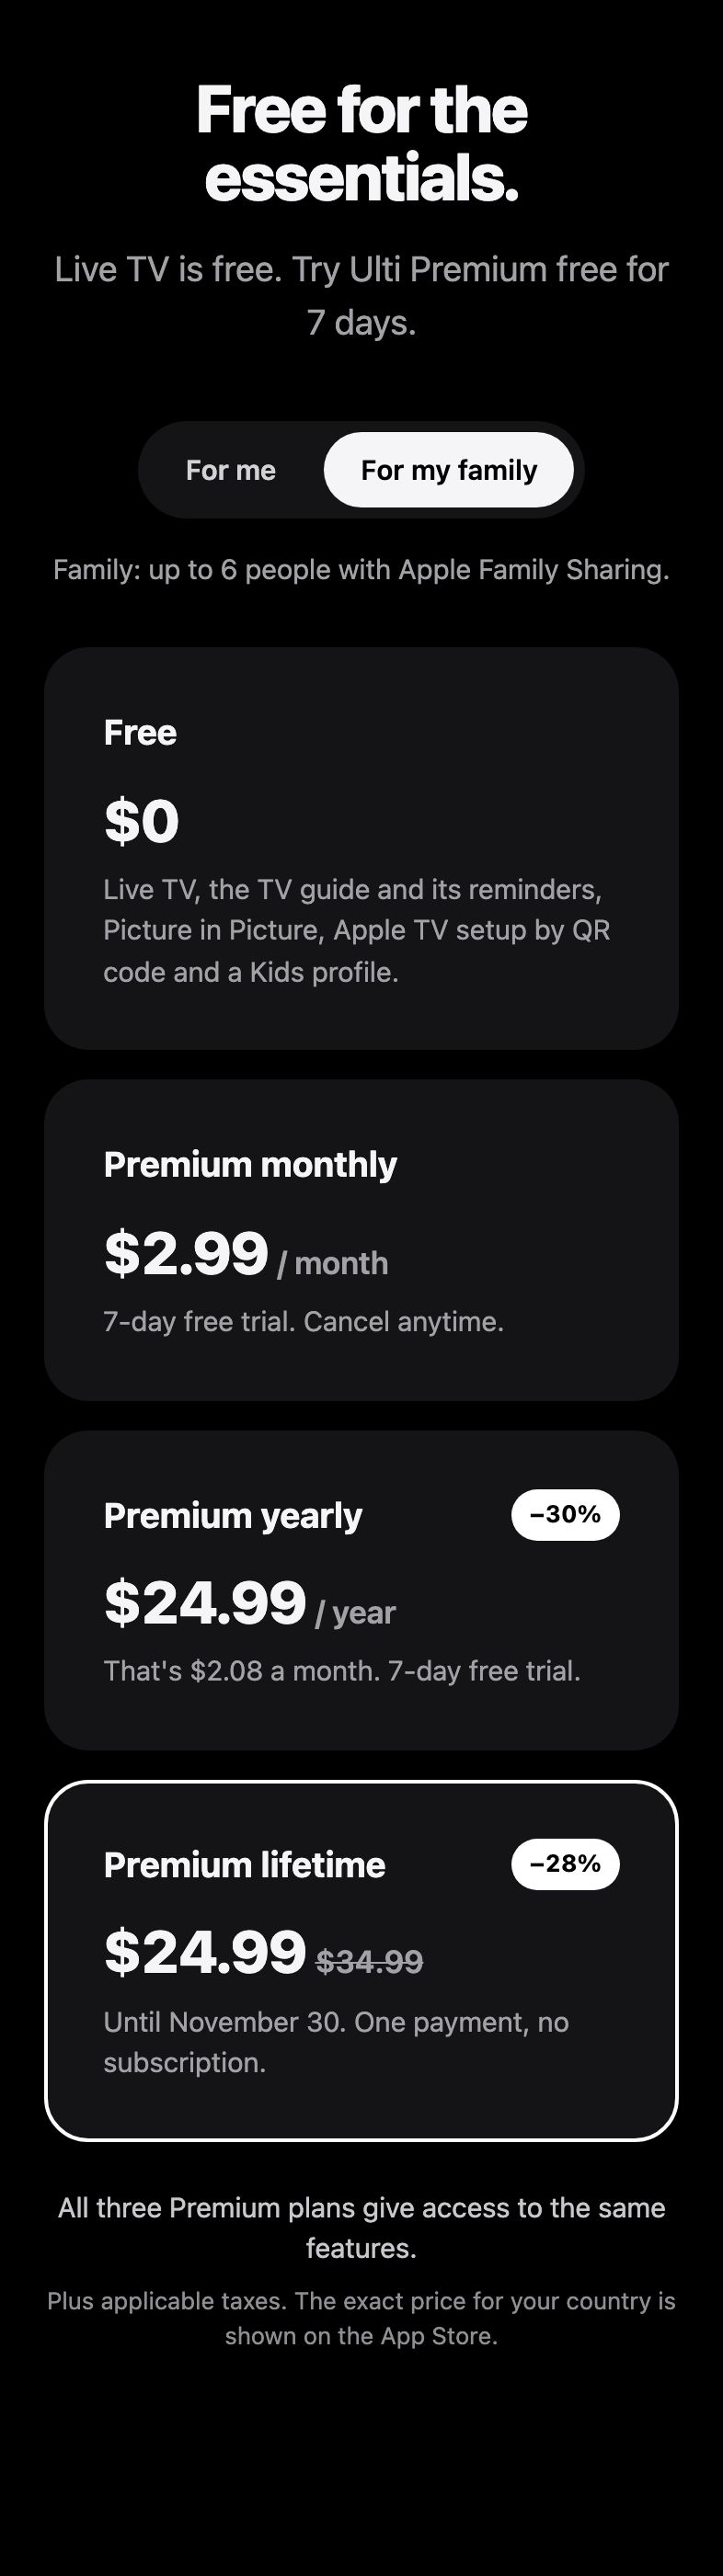 Free for the
essentials.
Live TV is free. Try Ulti Premium free for
7 days.
For me
For my family
Family: up to 6 people with Apple Family Sharing.
Free
$0
Live TV, the TV guide and its reminders,
Picture in Picture, Apple TV setup by QR
code and a Kids profile.
Premium monthly
$2.99 / month
7-day free trial. Cancel anytime.
Premium yearly
–30%
$24.99 / year
That's $2.08 a month. 7-day free trial.
Premium lifetime
–28%
$24.99 $34.99
Until November 30. One payment, no
subscription.
All three Premium plans give access to the same
features.
Plus applicable taxes. The exact price for your country is
shown on the App Store.